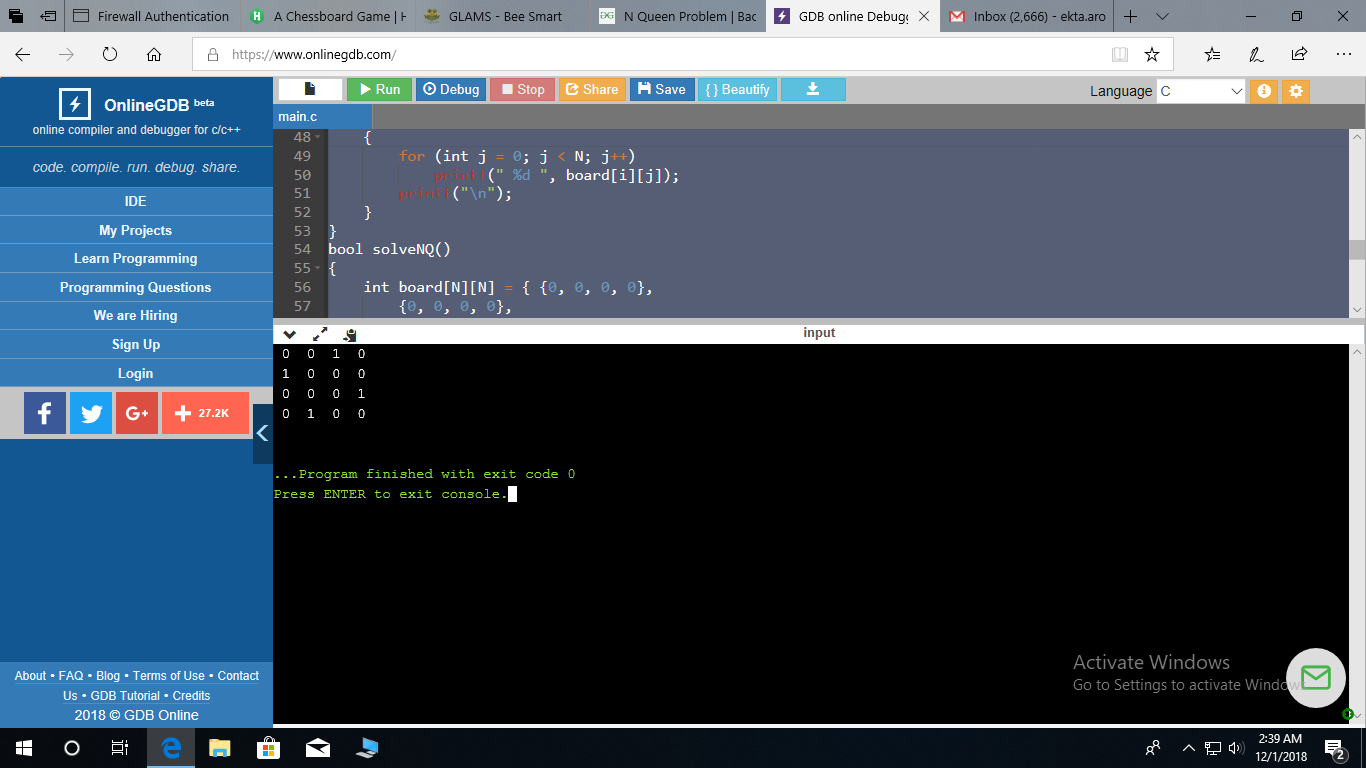 Firewall Authentication
A Chessboard Game | H
GLAMS - Bee Smart
N Queen Problem | Bac
GDB online Debugg
Inbox (2,666) - ekta.aro
https://www.onlinegdb.com/
OnlineGDB beta
online compiler and debugger for c/c++
code. compile. run. debug. share.
IDE
My Projects
Learn Programming
Programming Questions
We are Hiring
Sign Up
Login
27.2K
About • FAQ • Blog • Terms of Use • Contact
Us • GDB Tutorial • Credits
2018 © GDB Online
Run Debug Stop Share Save { } Beautify
Language C
main.c
48 {
49 for (int j = 0; j < N; j++)
50 printf(" %d ", board[i][j]);
51 printf("\n");
52 }
53 }
54 bool solveNQ()
55 {
56 int board[N][N] = { {0, 0, 0, 0},
57 {0, 0, 0, 0},
input
0 0 1 0
1 0 0 0
0 0 0 1
0 1 0 0
...Program finished with exit code 0
Press ENTER to exit console.
Activate Windows
Go to Settings to activate Windows.
2:39 AM
12/1/2018
2